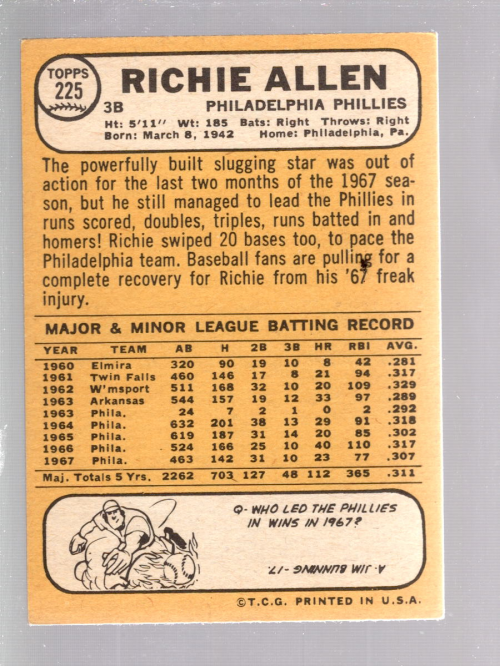 TOPPS
225
RICHIE ALLEN
3B PHILADELPHIA PHILLIES
Ht: 5'11" Wt: 185 Bats: Right Throws: Right
Born: March 8, 1942 Home: Philadelphia, Pa.
The powerfully built slugging star was out of
action for the last two months of the 1967 sea-
son, but he still managed to lead the Phillies in
runs scored, doubles, triples, runs batted in and
homers! Richie swiped 20 bases too, to pace the
Philadelphia team. Baseball fans are pulling for a
complete recovery for Richie from his '67 freak
injury.
MAJOR & MINOR LEAGUE BATTING RECORD
YEAR TEAM AB H 2B 3B HR RBI AVG.
1960 Elmira 320 90 19 10 8 42 .281
1961 Twin Falls 460 146 17 8 21 94 .317
1962 W'msport 511 168 32 10 20 109 .329
1963 Arkansas 544 157 19 12 33 97 .289
1963 Phila. 24 7 2 1 0 2 .292
1964 Phila. 632 201 38 13 29 91 .318
1965 Phila. 619 187 31 14 20 85 .302
1966 Phila. 524 166 25 10 40 110 .317
1967 Phila. 463 142 31 10 23 77 .307
Maj. Totals 5 Yrs. 2262 703 127 48 112 365 .311
Q- WHO LED THE PHILLIES
IN WINS IN 1967?
A- JIM BUNNING -17.
©T.C.G. PRINTED IN U.S.A.